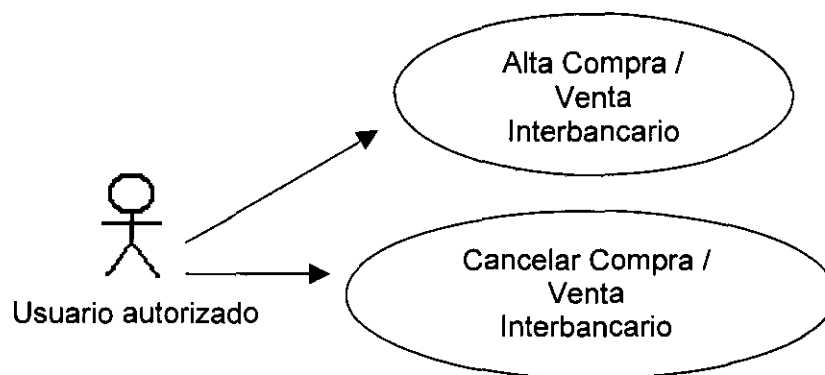 Alta Compra /
Venta
Interbancario
Cancelar Compra /
Venta
Interbancario
Usuario autorizado